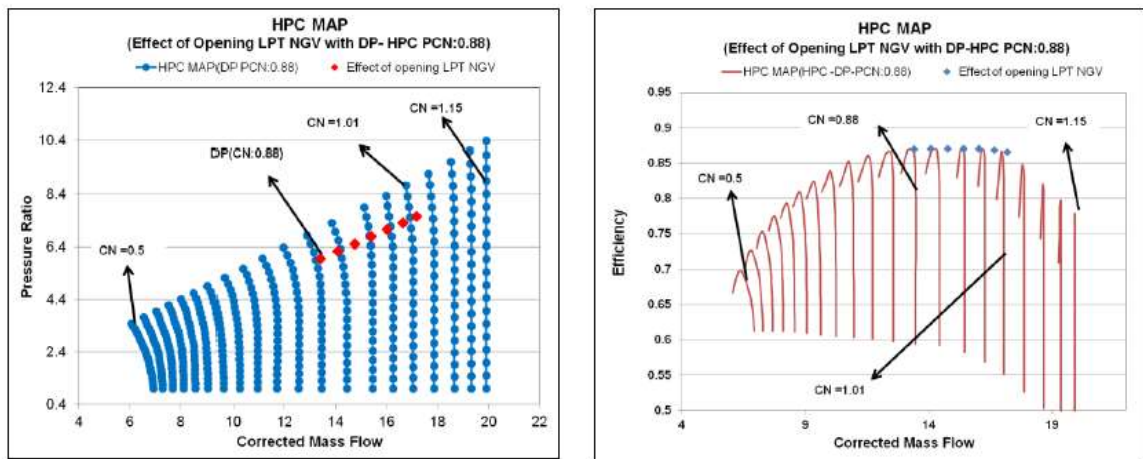 HPC MAP
(Effect of Opening LPT NGV with DP- HPC PCN:0.88)
HPC MAP(DP PCN:0.88)
Effect of opening LPT NGV
12.4
10.4
8.4
6.4
4.4
2.4
0.4
Pressure Ratio
CN =1.15
CN =1.01
DP(CN:0.88)
CN =0.5
4 6 8 10 12 14 16 18 20 22
Corrected Mass Flow
HPC MAP
(Effect of Opening LPT NGV with DP-HPC PCN:0.88)
HPC MAP(HPC -DP-PCN:0.88)
Effect of opening LPT NGV
0.95
0.9
0.85
0.8
0.75
0.7
0.65
0.6
0.55
0.5
Efficiency
CN =0.88
CN =1.15
CN =0.5
CN =1.01
4 9 14 19
Corrected Mass Flow